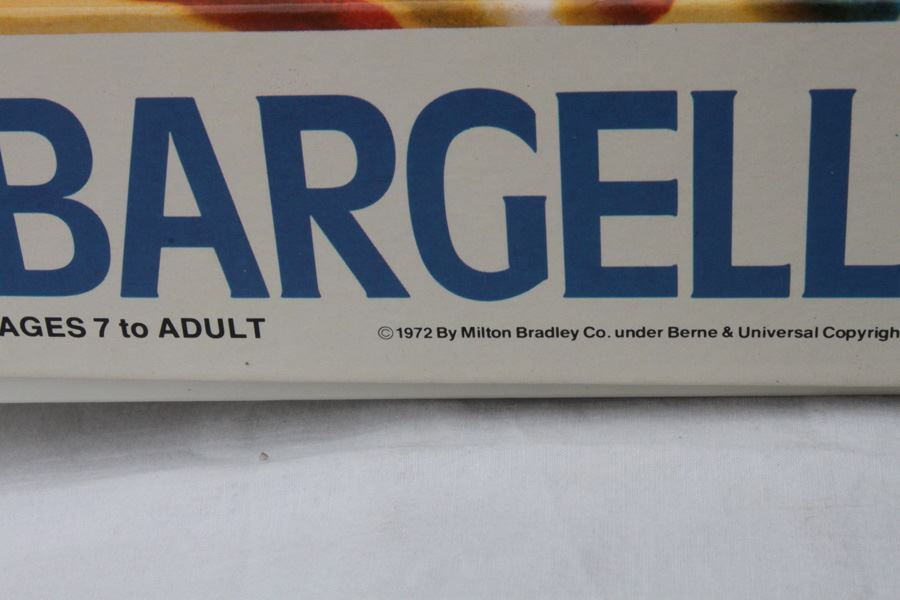 BARGELL
AGES 7 to ADULT
©1972 By Milton Bradley Co. under Berne & Universal Copyrigh